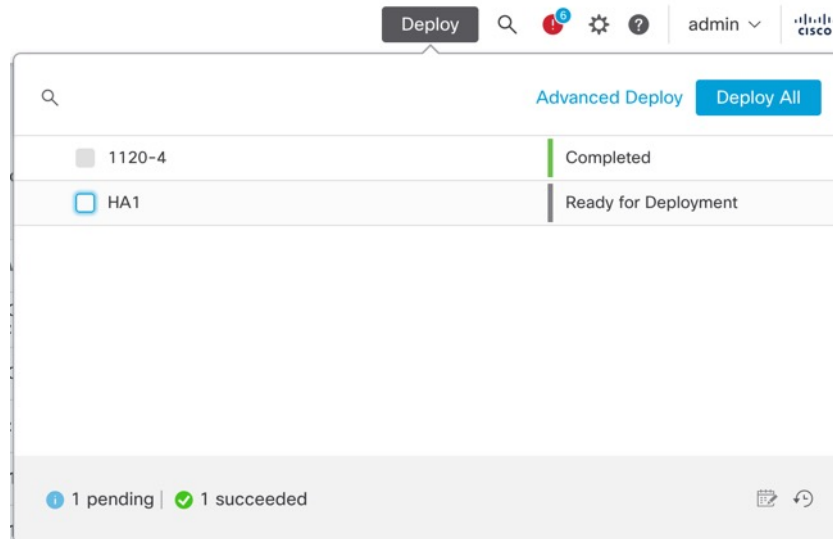 Deploy 6 admin cisco
Advanced Deploy Deploy All
1120-4 Completed
HA1 Ready for Deployment
1 pending 1 succeeded